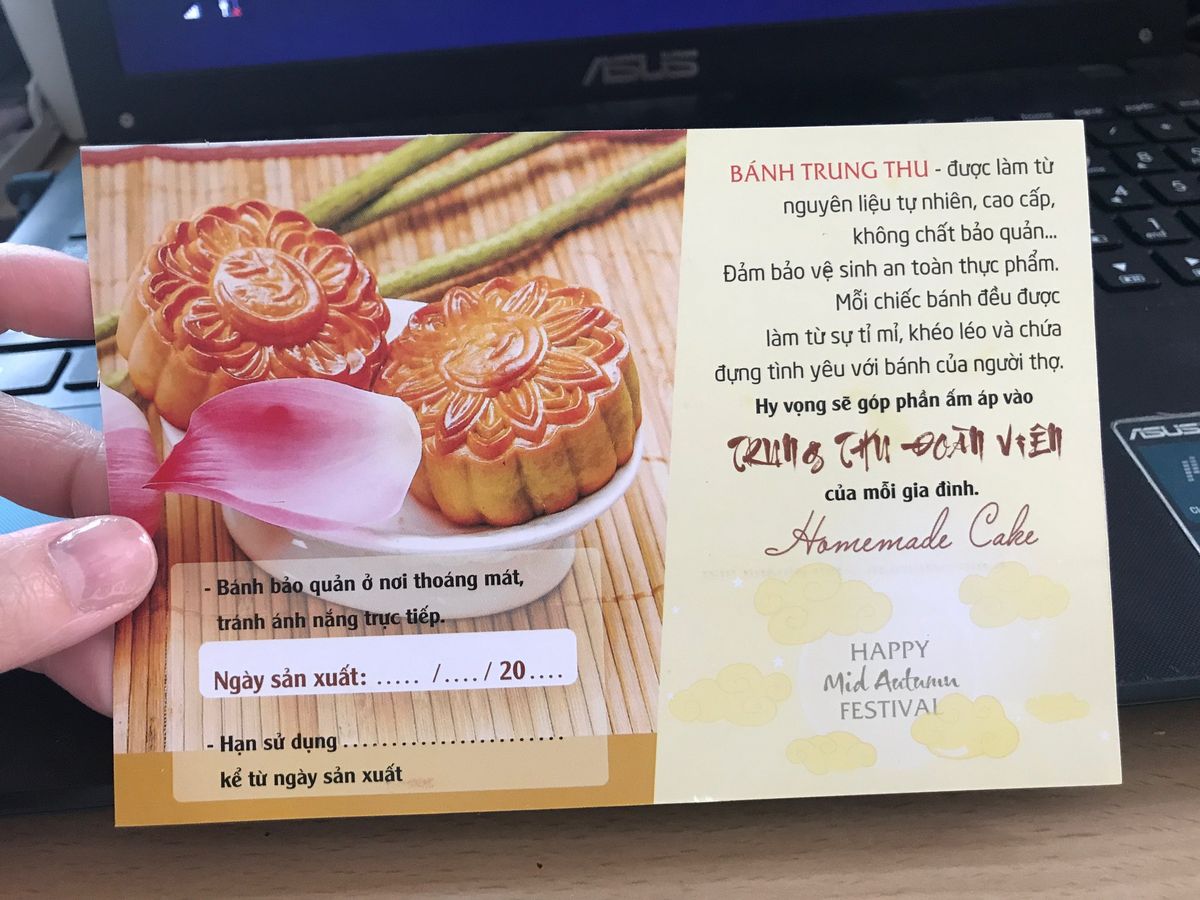 ASUS
BÁNH TRUNG THU - được làm từ
nguyên liệu tự nhiên, cao cấp,
không chất bảo quản...
Đảm bảo vệ sinh an toàn thực phẩm.
Mỗi chiếc bánh đều được
làm từ sự tỉ mỉ, khéo léo và chứa
đựng tình yêu với bánh của người thợ.
Hy vọng sẽ góp phần ấm áp vào
TRUNG THU ĐOÀN VIÊN
của mỗi gia đình.
Homemade Cake
HAPPY
Mid Autumn
FESTIVAL
- Bánh bảo quản ở nơi thoáng mát,
tránh ánh nắng trực tiếp.
Ngày sản xuất: ..... /..../ 20....
- Hạn sử dụng ......................
kể từ ngày sản xuất
ASUS